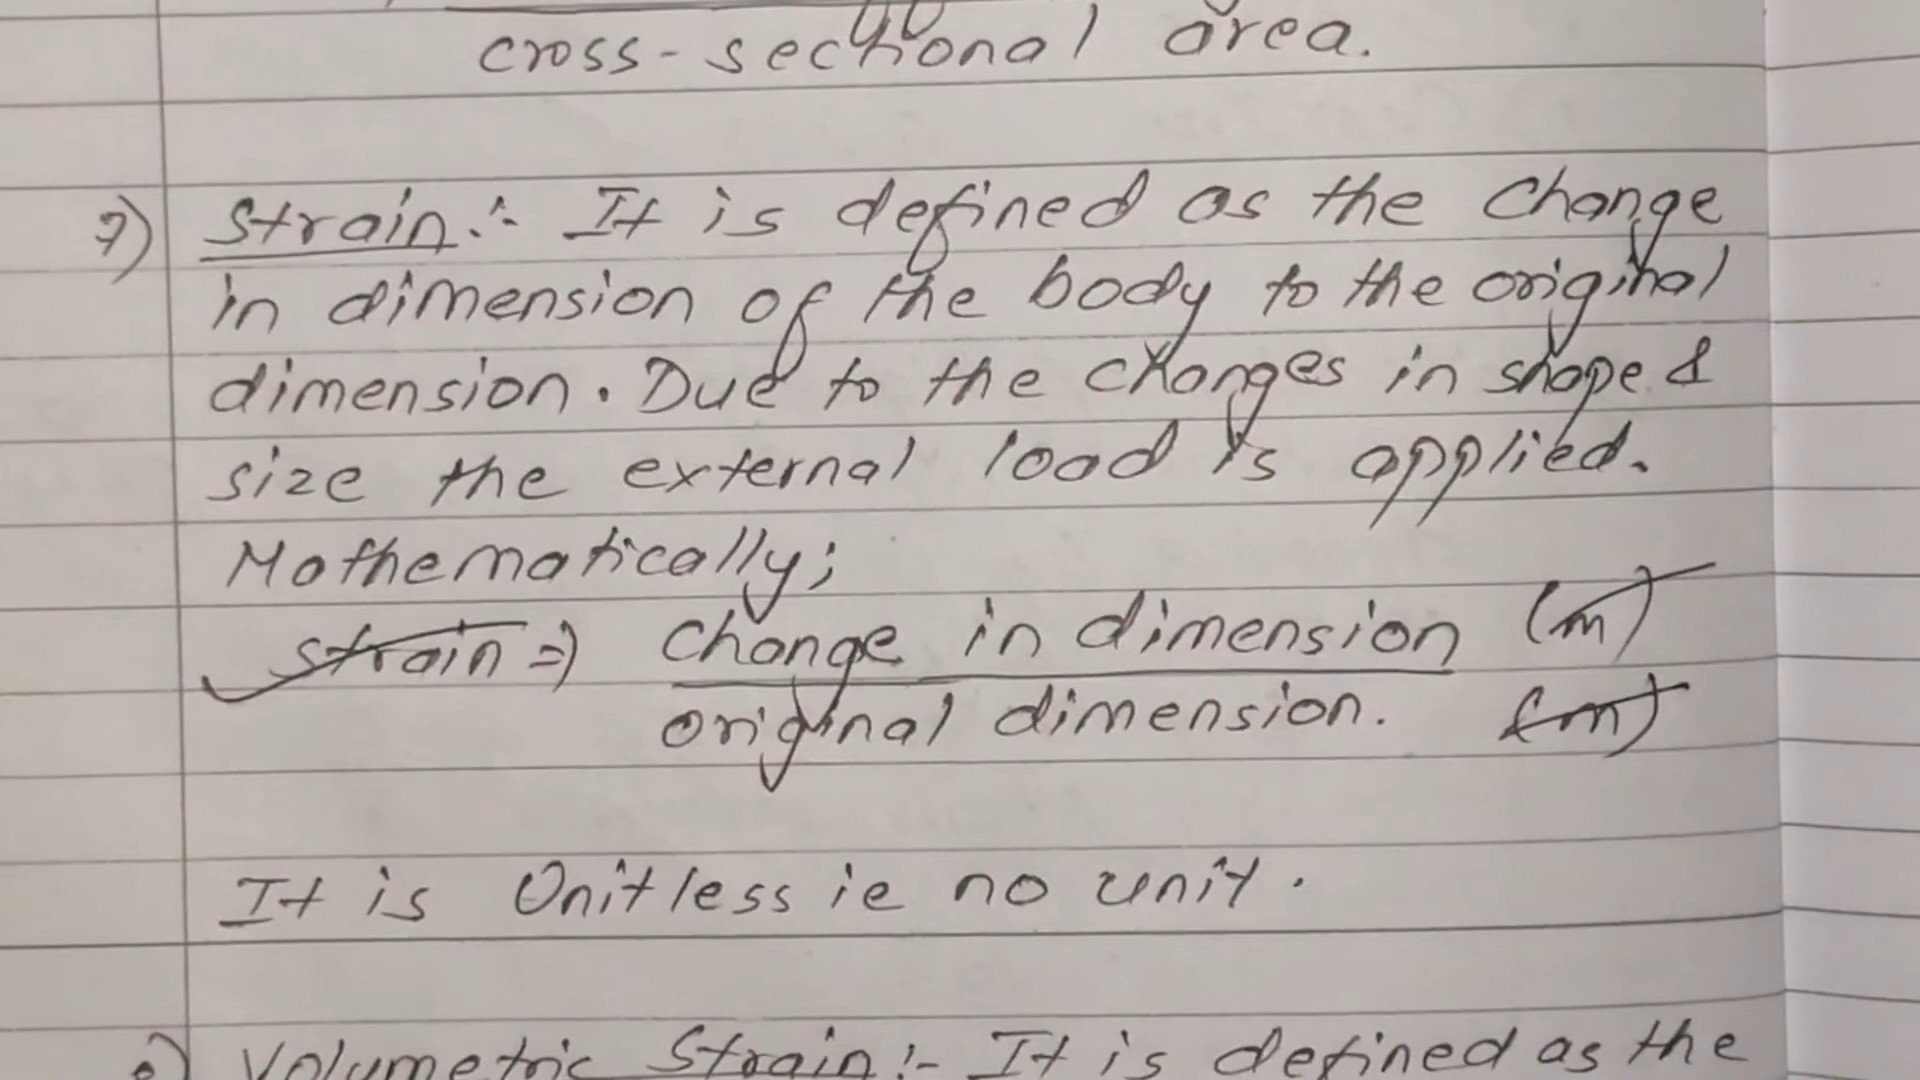 cross-sectional area.
7) Strain:- It is defined as the change
in dimension of the body to the original
dimension. Due to the changes in shape &
size the external load is applied.
Mathematically;
strain => change in dimension (m)
original dimension. (m)
It is Unitless ie no unit.
Volumetric Strain:- It is defined as the